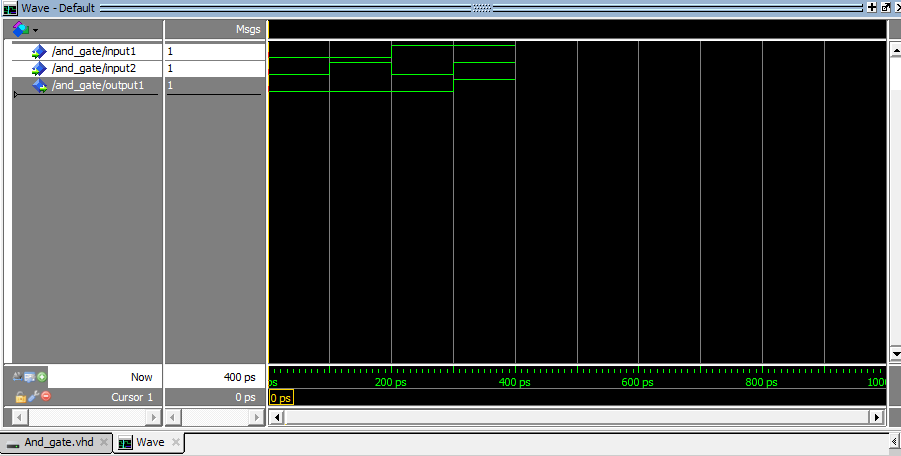 Wave - Default
Msgs
/and_gate/input1 1
/and_gate/input2 1
/and_gate/output1 1
Now 400 ps ps 200 ps 400 ps 600 ps 800 ps 1000
Cursor 1 0 ps 0 ps
And_gate.vhd Wave